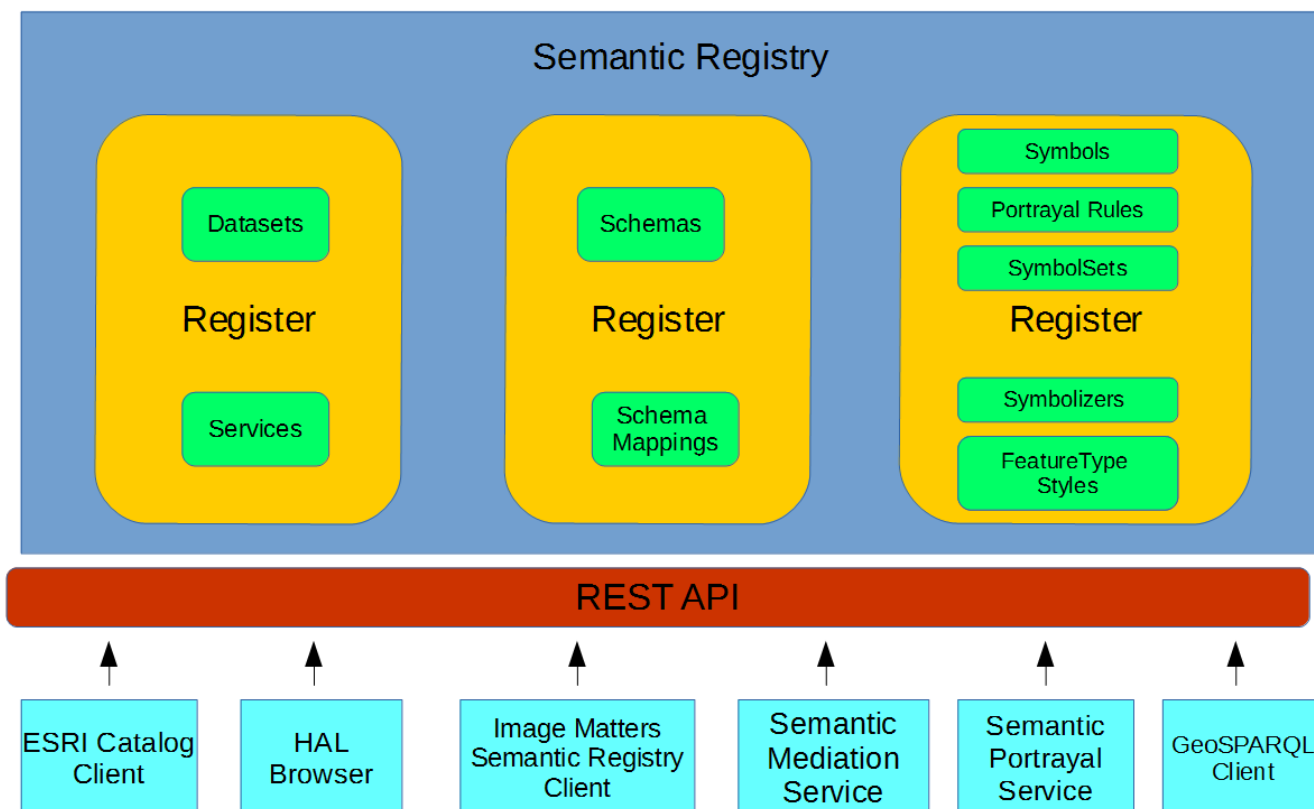 Semantic Registry
Datasets
Register
Services
Schemas
Register
Schema
Mappings
Symbols
Portrayal Rules
SymbolSets
Register
Symbolizers
FeatureType
Styles
REST API
ESRI Catalog
Client
HAL
Browser
Image Matters
Semantic Registry
Client
Semantic
Mediation
Service
Semantic
Portrayal
Service
GeoSPARQL
Client